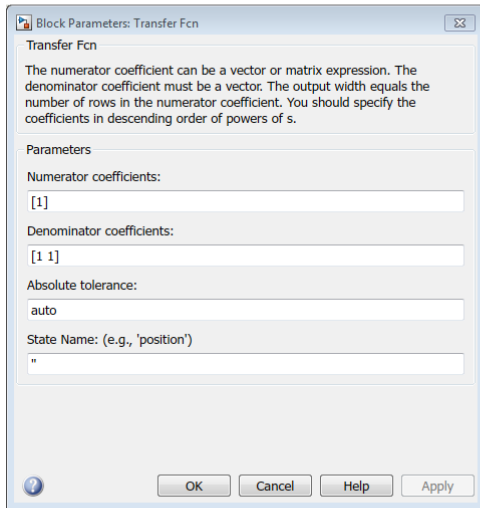 Block Parameters: Transfer Fcn
Transfer Fcn
The numerator coefficient can be a vector or matrix expression. The
denominator coefficient must be a vector. The output width equals the
number of rows in the numerator coefficient. You should specify the
coefficients in descending order of powers of s.
Parameters
Numerator coefficients:
[1]
Denominator coefficients:
[1 1]
Absolute tolerance:
auto
State Name: (e.g., 'position')
''
OK Cancel Help Apply